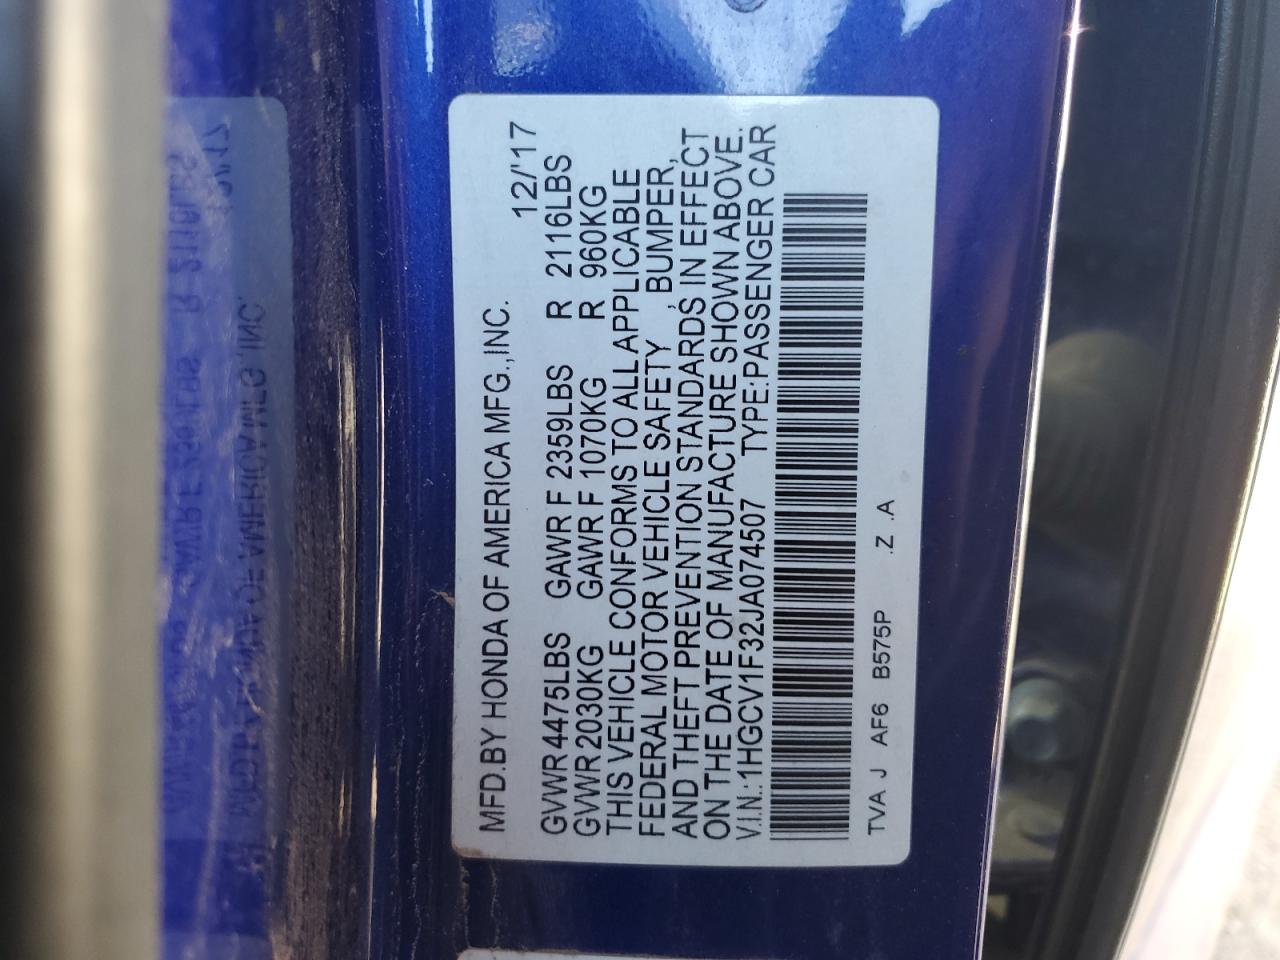 MFD.BY HONDA OF AMERICA MFG.,INC. 12/'17
GVWR 4475LBS GAWR F 2359LBS R 2116LBS
GVWR 2030KG GAWR F 1070KG R 960KG
THIS VEHICLE CONFORMS TO ALL APPLICABLE
FEDERAL MOTOR VEHICLE SAFETY , BUMPER,
AND THEFT PREVENTION STANDARDS IN EFFECT
ON THE DATE OF MANUFACTURE SHOWN ABOVE.
V.I.N.:1HGCV1F32JA074507 TYPE:PASSENGER CAR
TVA J AF6 B575P .Z .A